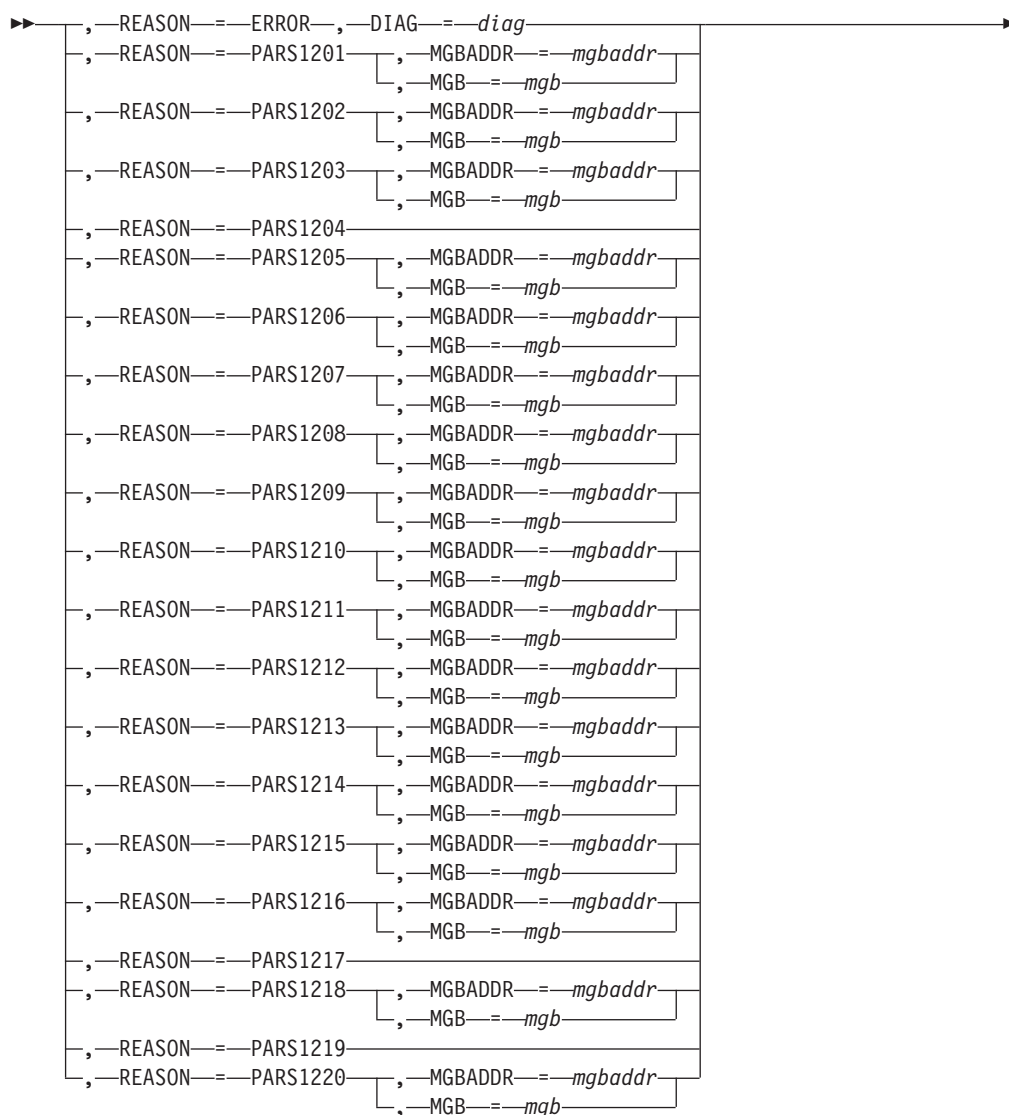 , REASON = ERROR , DIAG = diag
, REASON = PARS1201 , MGBADDR = mgbaddr
, MGB = mgb
, REASON = PARS1202 , MGBADDR = mgbaddr
, MGB = mgb
, REASON = PARS1203 , MGBADDR = mgbaddr
, MGB = mgb
, REASON = PARS1204
, REASON = PARS1205 , MGBADDR = mgbaddr
, MGB = mgb
, REASON = PARS1206 , MGBADDR = mgbaddr
, MGB = mgb
, REASON = PARS1207 , MGBADDR = mgbaddr
, MGB = mgb
, REASON = PARS1208 , MGBADDR = mgbaddr
, MGB = mgb
, REASON = PARS1209 , MGBADDR = mgbaddr
, MGB = mgb
, REASON = PARS1210 , MGBADDR = mgbaddr
, MGB = mgb
, REASON = PARS1211 , MGBADDR = mgbaddr
, MGB = mgb
, REASON = PARS1212 , MGBADDR = mgbaddr
, MGB = mgb
, REASON = PARS1213 , MGBADDR = mgbaddr
, MGB = mgb
, REASON = PARS1214 , MGBADDR = mgbaddr
, MGB = mgb
, REASON = PARS1215 , MGBADDR = mgbaddr
, MGB = mgb
, REASON = PARS1216 , MGBADDR = mgbaddr
, MGB = mgb
, REASON = PARS1217
, REASON = PARS1218 , MGBADDR = mgbaddr
, MGB = mgb
, REASON = PARS1219
, REASON = PARS1220 , MGBADDR = mgbaddr
, MGB = mgb